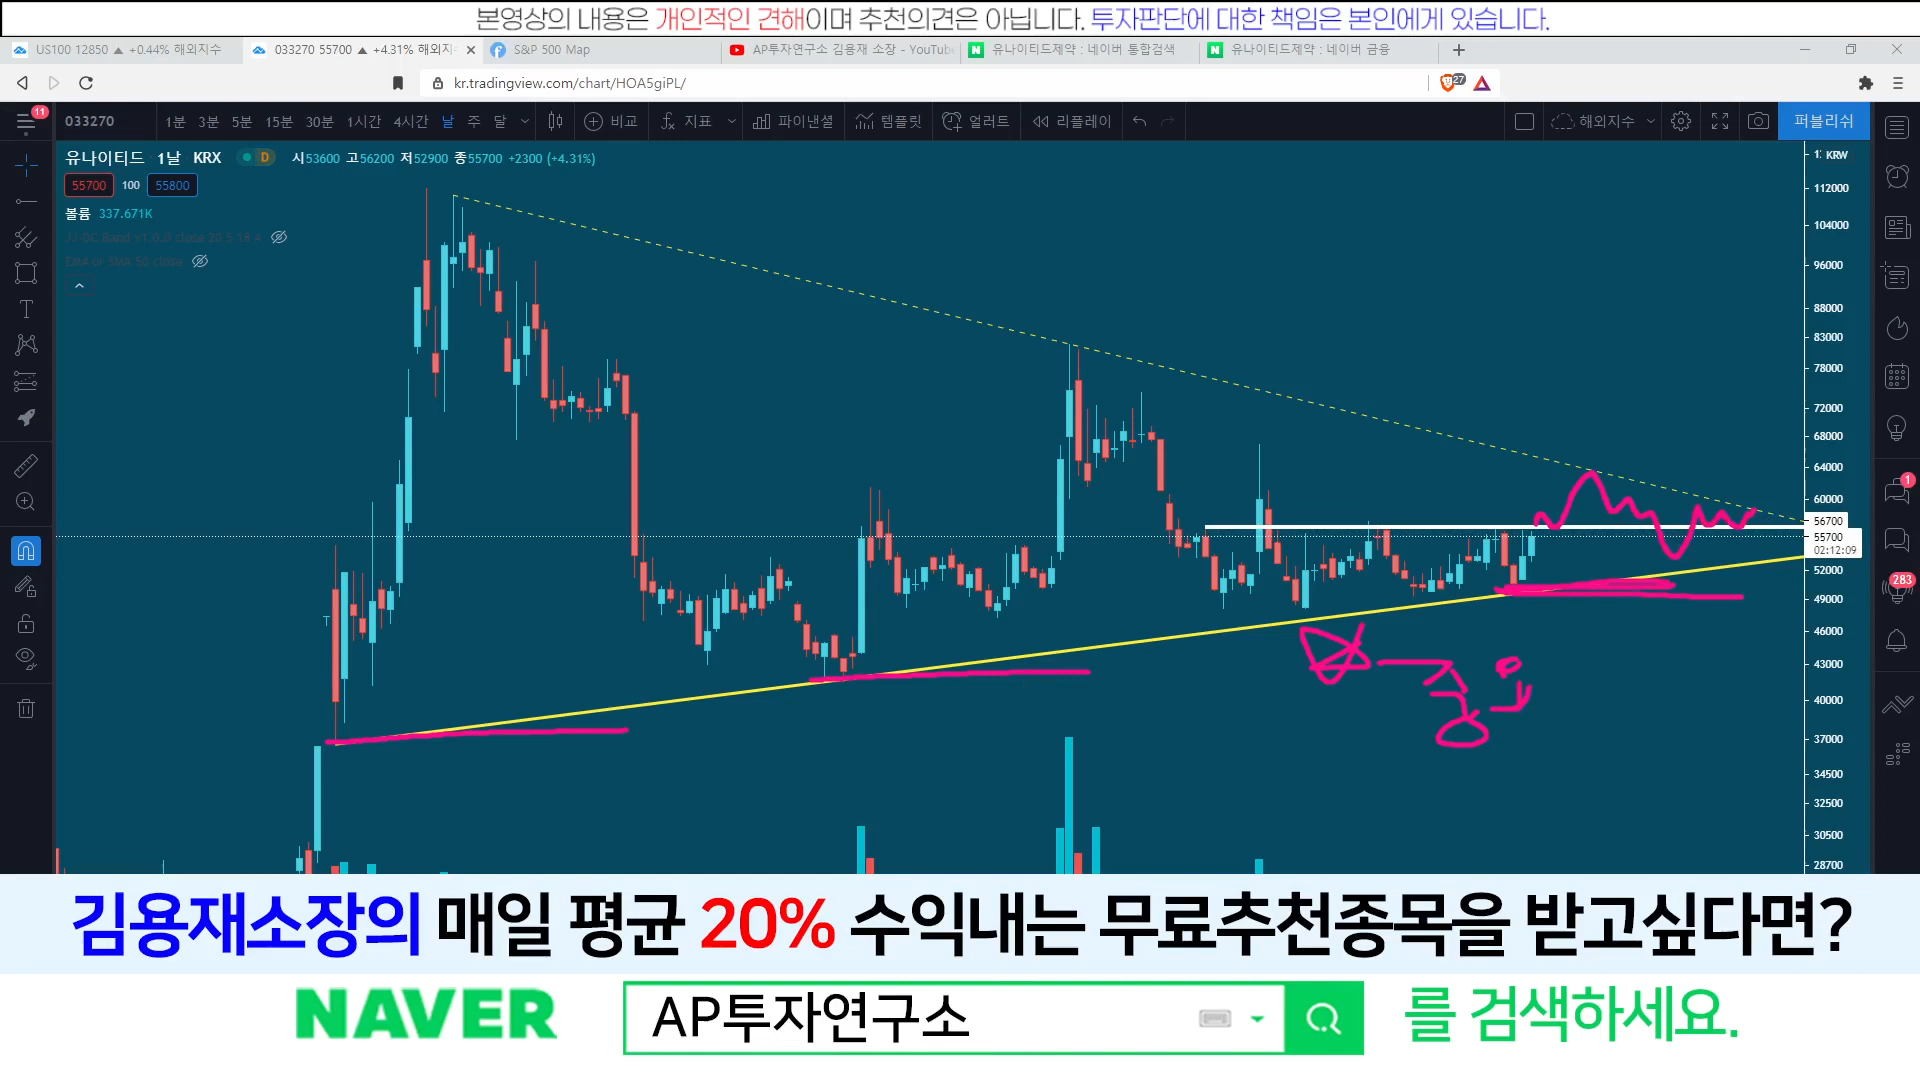 본영상의 내용은 개인적인 견해이며 추천의견은 아닙니다. 투자판단에 대한 책임은 본인에게 있습니다.
US100 12850 ▲ +0.44% 해외지수
033270 55700 ▲ +4.31% 해외지
S&P 500 Map
AP투자연구소 김용재 소장 - YouTube
유나이티드제약 : 네이버 통합검색
유나이티드제약 : 네이버 금융
kr.tradingview.com/chart/HOA5giPL/
27
11
033270
1분 3분 5분 15분 30분 1시간 4시간 날 주 달
비교
지표
파이낸셜
템플릿
얼러트
리플레이
해외지수
퍼블리쉬
유나이티드 1날 KRX D 시53600 고56200 저52900 종55700 +2300 (+4.31%)
55700 100 55800
볼륨 337.671K
EMA or SMA 50 close
KRW
112000
104000
96000
88000
83000
78000
72000
68000
64000
60000
56700
55700
02:12:09
52000
49000
46000
43000
40000
37000
34500
32500
30500
28700
1
283
김용재소장의 매일 평균 20% 수익내는 무료추천종목을 받고싶다면?
NAVER AP투자연구소 를 검색하세요.